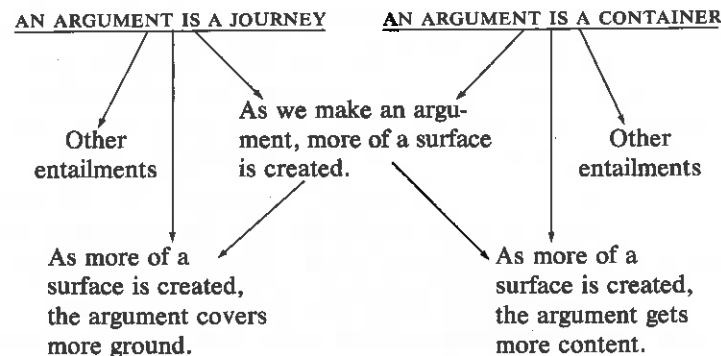 AN ARGUMENT IS A JOURNEY
AN ARGUMENT IS A CONTAINER
As we make an argu-
ment, more of a surface
is created.
Other
entailments
Other
entailments
As more of a
surface is created,
the argument covers
more ground.
As more of a
surface is created,
the argument gets
more content.